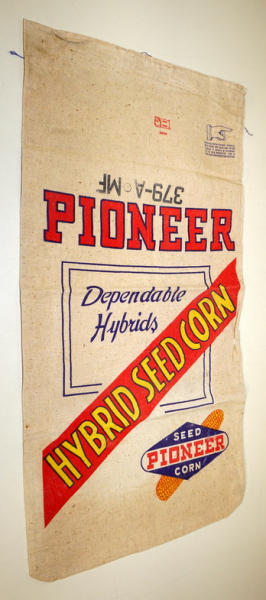 379-A-MF
PIONEER
Dependable
Hybrids
HYBRID SEED CORN
SEED
PIONEER
CORN